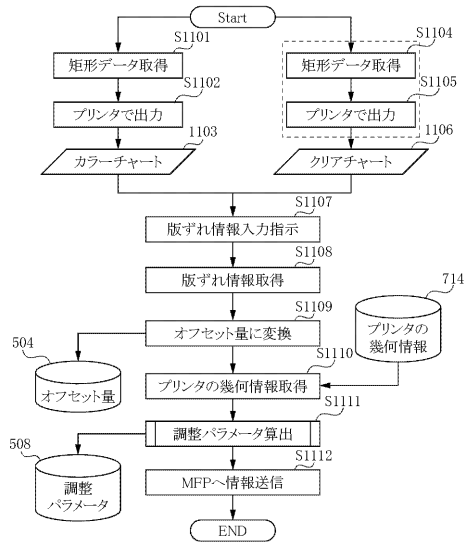 Start
S1101
矩形データ取得
S1102
プリンタで出力
1103
カラーチャート
S1104
矩形データ取得
S1105
プリンタで出力
1106
クリアチャート
S1107
版ずれ情報入力指示
S1108
版ずれ情報取得
S1109
オフセット量に変換
504
オフセット量
714
プリンタの
幾何情報
S1110
プリンタの幾何情報取得
S1111
調整パラメータ算出
508
調整
パラメータ
S1112
MFPへ情報送信
END